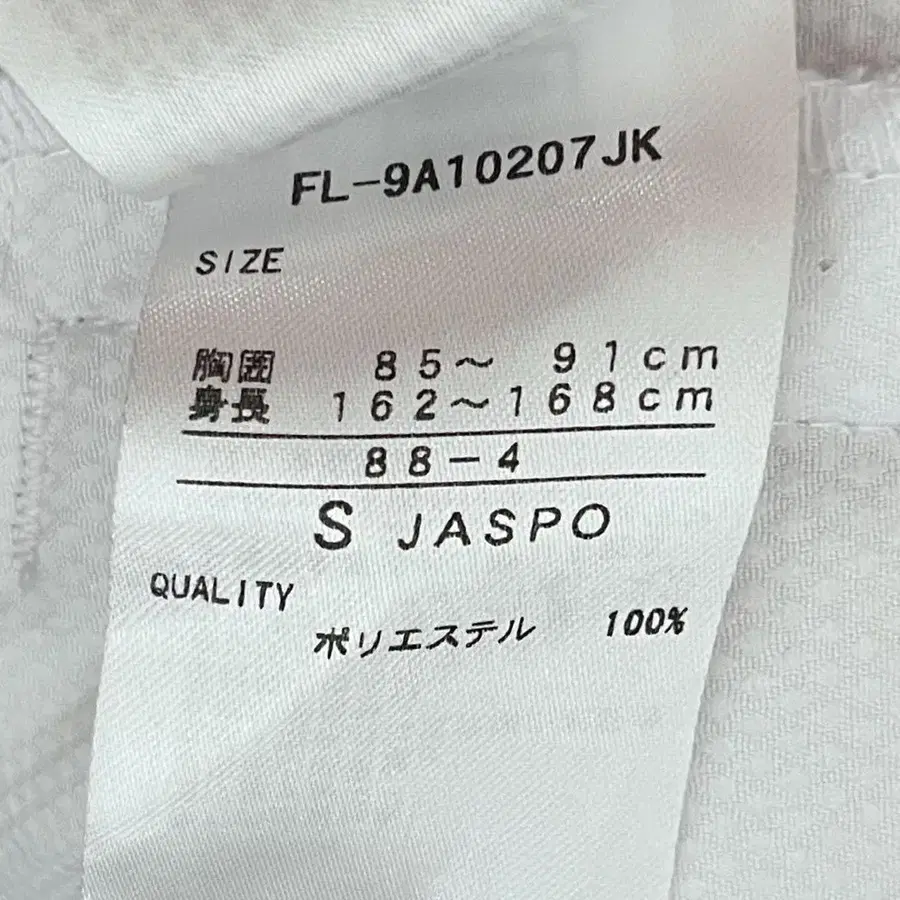 FL-9A10207JK
SIZE
胸囲 85～ 91cm
身長 162～168cm
88-4
S JASPO
QUALITY
ポリエステル 100%